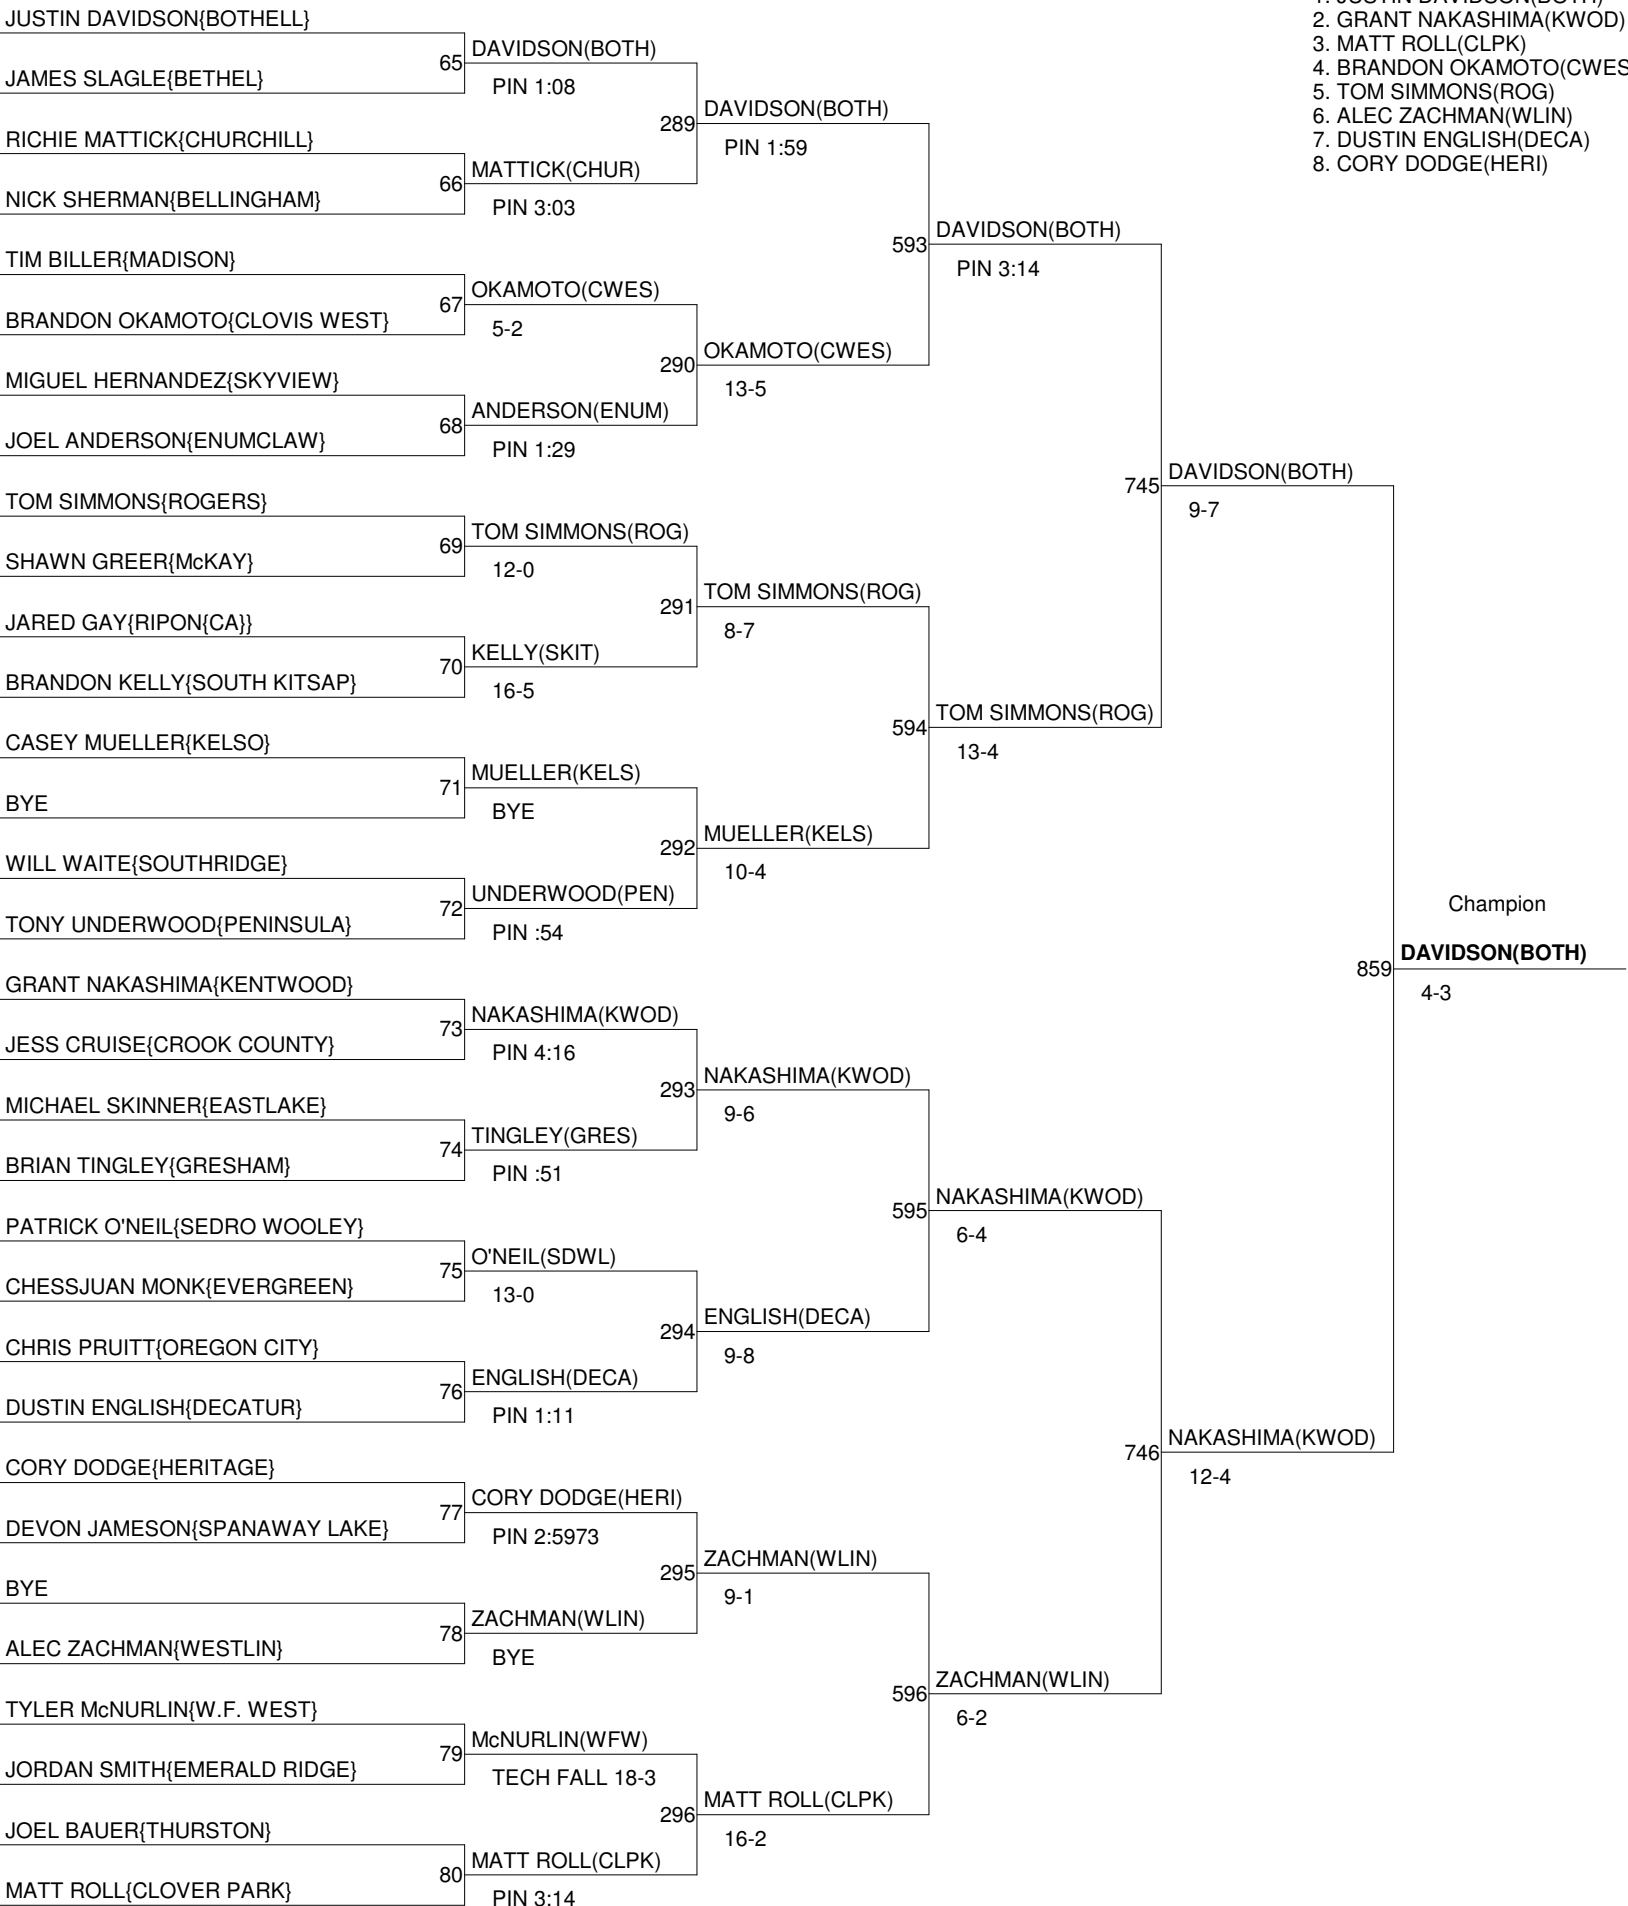 JUSTIN DAVIDSON{BOTHELL}
JAMES SLAGLE{BETHEL}
RICHIE MATTICK{CHURCHILL}
NICK SHERMAN{BELLINGHAM}
TIM BILLER{MADISON}
BRANDON OKAMOTO{CLOVIS WEST}
MIGUEL HERNANDEZ{SKYVIEW}
JOEL ANDERSON{ENUMCLAW}
TOM SIMMONS{ROGERS}
SHAWN GREER{McKAY}
JARED GAY{RIPON{CA}}
BRANDON KELLY{SOUTH KITSAP}
CASEY MUELLER{KELSO}
BYE
WILL WAITE{SOUTHRIDGE}
TONY UNDERWOOD{PENINSULA}
GRANT NAKASHIMA{KENTWOOD}
JESS CRUISE{CROOK COUNTY}
MICHAEL SKINNER{EASTLAKE}
BRIAN TINGLEY{GRESHAM}
PATRICK O'NEIL{SEDRO WOOLEY}
CHESSJUAN MONK{EVERGREEN}
CHRIS PRUITT{OREGON CITY}
DUSTIN ENGLISH{DECATUR}
CORY DODGE{HERITAGE}
DEVON JAMESON{SPANAWAY LAKE}
BYE
ALEC ZACHMAN{WESTLIN}
TYLER McNURLIN{W.F. WEST}
JORDAN SMITH{EMERALD RIDGE}
JOEL BAUER{THURSTON}
MATT ROLL{CLOVER PARK}
65 DAVIDSON(BOTH)
PIN 1:08
66 MATTICK(CHUR)
PIN 3:03
67 OKAMOTO(CWES)
5-2
68 ANDERSON(ENUM)
PIN 1:29
69 TOM SIMMONS(ROG)
12-0
70 KELLY(SKIT)
16-5
71 MUELLER(KELS)
BYE
72 UNDERWOOD(PEN)
PIN :54
73 NAKASHIMA(KWOD)
PIN 4:16
74 TINGLEY(GRES)
PIN :51
75 O'NEIL(SDWL)
13-0
76 ENGLISH(DECA)
PIN 1:11
77 CORY DODGE(HERI)
PIN 2:5973
78 ZACHMAN(WLIN)
BYE
79 McNURLIN(WFW)
TECH FALL 18-3
80 MATT ROLL(CLPK)
PIN 3:14
289 DAVIDSON(BOTH)
PIN 1:59
290 OKAMOTO(CWES)
13-5
291 TOM SIMMONS(ROG)
8-7
292 MUELLER(KELS)
10-4
293 NAKASHIMA(KWOD)
9-6
294 ENGLISH(DECA)
9-8
295 ZACHMAN(WLIN)
9-1
296 MATT ROLL(CLPK)
16-2
593 DAVIDSON(BOTH)
PIN 3:14
594 TOM SIMMONS(ROG)
13-4
595 NAKASHIMA(KWOD)
6-4
596 ZACHMAN(WLIN)
6-2
745 DAVIDSON(BOTH)
9-7
746 NAKASHIMA(KWOD)
12-4
Champion
859 DAVIDSON(BOTH)
4-3
1. JUSTIN DAVIDSON(BOTH)
2. GRANT NAKASHIMA(KWOD)
3. MATT ROLL(CLPK)
4. BRANDON OKAMOTO(CWES
5. TOM SIMMONS(ROG)
6. ALEC ZACHMAN(WLIN)
7. DUSTIN ENGLISH(DECA)
8. CORY DODGE(HERI)